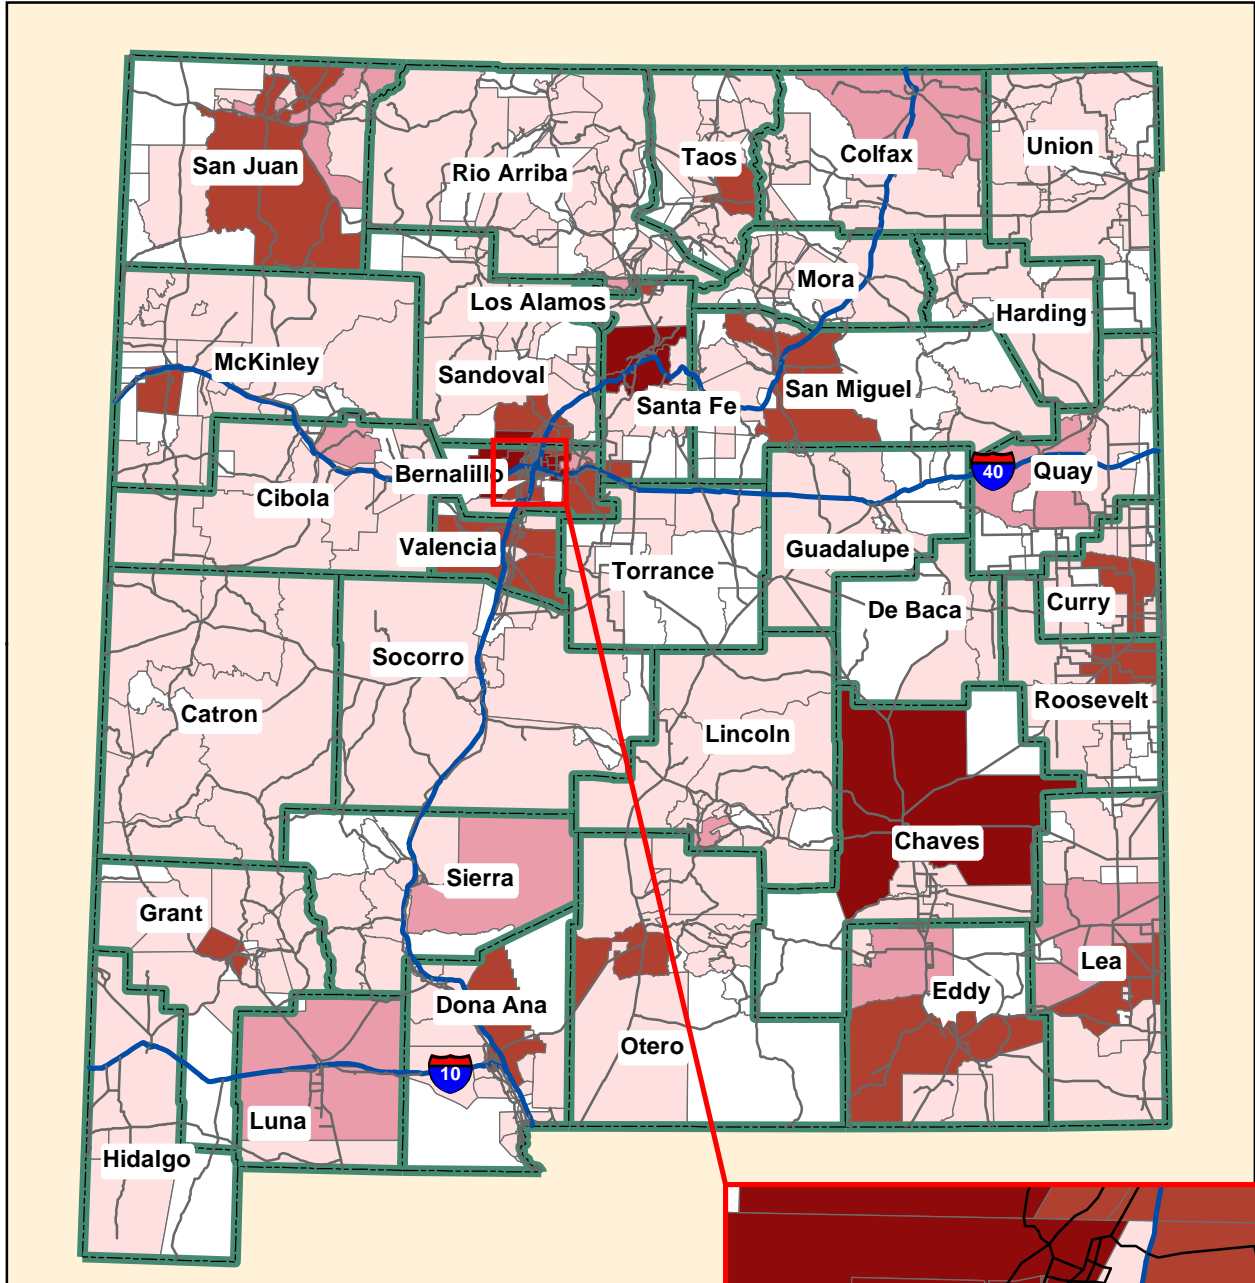 San Juan
Rio Arriba
Taos
Colfax
Union
Mora
Los Alamos
Harding
McKinley
Sandoval
San Miguel
Santa Fe
Bernalillo
40
Quay
Cibola
Valencia
Guadalupe
Torrance
Curry
De Baca
Socorro
Catron
Roosevelt
Lincoln
Chaves
Sierra
Grant
Lea
Eddy
Dona Ana
Otero
10
Luna
Hidalgo